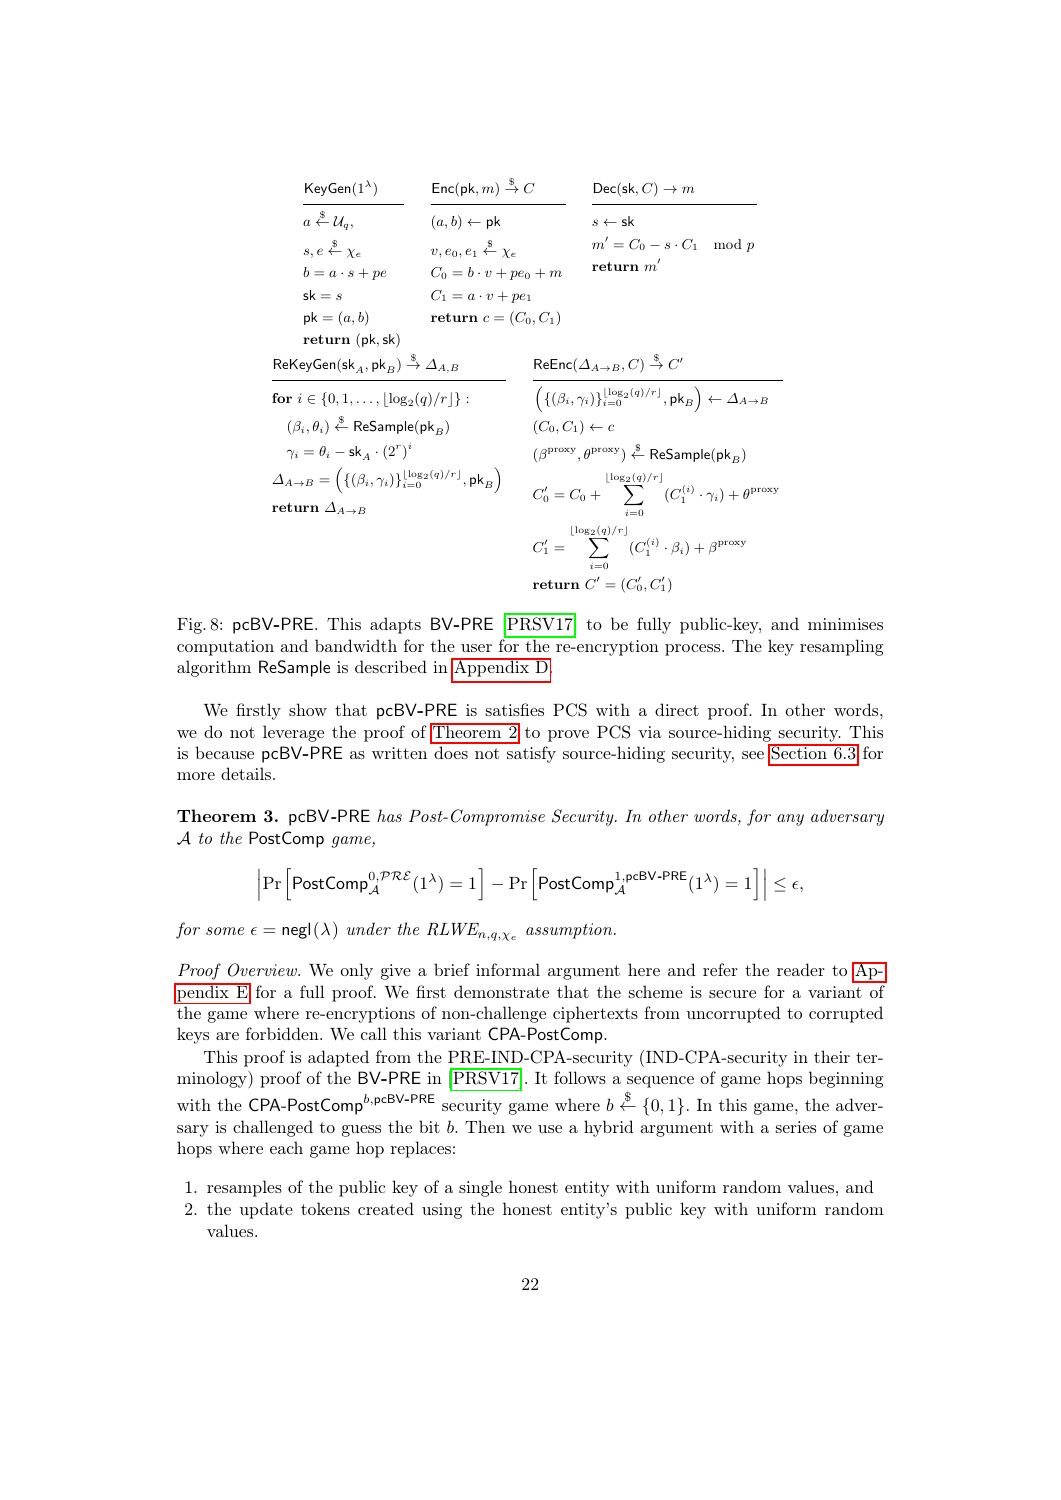 KeyGen(1^λ)
a ←$ U_q,
s, e ←$ χ_e
b = a · s + pe
sk = s
pk = (a, b)
return (pk, sk)
Enc(pk, m) →$ C
(a, b) ← pk
v, e_0, e_1 ←$ χ_e
C_0 = b · v + pe_0 + m
C_1 = a · v + pe_1
return c = (C_0, C_1)
Dec(sk, C) → m
s ← sk
m′ = C_0 − s · C_1 mod p
return m′
ReKeyGen(sk_A, pk_B) →$ Δ_{A,B}
for i ∈ {0, 1, . . . , ⌊log_2(q)/r⌋} :
(β_i, θ_i) ←$ ReSample(pk_B)
γ_i = θ_i − sk_A · (2^r)^i
Δ_{A→B} = ({(β_i, γ_i)}_{i=0}^{⌊log_2(q)/r⌋}, pk_B)
return Δ_{A→B}
ReEnc(Δ_{A→B}, C) →$ C′
({(β_i, γ_i)}_{i=0}^{⌊log_2(q)/r⌋}, pk_B) ← Δ_{A→B}
(C_0, C_1) ← c
(β^proxy, θ^proxy) ←$ ReSample(pk_B)
C′_0 = C_0 + ∑_{i=0}^{⌊log_2(q)/r⌋} (C_1^{(i)} · γ_i) + θ^proxy
C′_1 = ∑_{i=0}^{⌊log_2(q)/r⌋} (C_1^{(i)} · β_i) + β^proxy
return C′ = (C′_0, C′_1)
Fig. 8: pcBV-PRE. This adapts BV-PRE [PRSV17] to be fully public-key, and minimises
computation and bandwidth for the user for the re-encryption process. The key resampling
algorithm ReSample is described in Appendix D.
We firstly show that pcBV-PRE is satisfies PCS with a direct proof. In other words,
we do not leverage the proof of Theorem 2 to prove PCS via source-hiding security. This
is because pcBV-PRE as written does not satisfy source-hiding security, see Section 6.3 for
more details.
Theorem 3. pcBV-PRE has Post-Compromise Security. In other words, for any adversary
A to the PostComp game,
|Pr[PostComp_A^{0,PRE}(1^λ) = 1] − Pr[PostComp_A^{1,pcBV-PRE}(1^λ) = 1]| ≤ ϵ,
for some ϵ = negl(λ) under the RLWE_{n,q,χ_e} assumption.
Proof Overview. We only give a brief informal argument here and refer the reader to Ap-
pendix E for a full proof. We first demonstrate that the scheme is secure for a variant of
the game where re-encryptions of non-challenge ciphertexts from uncorrupted to corrupted
keys are forbidden. We call this variant CPA-PostComp.
This proof is adapted from the PRE-IND-CPA-security (IND-CPA-security in their ter-
minology) proof of the BV-PRE in [PRSV17]. It follows a sequence of game hops beginning
with the CPA-PostComp^{b,pcBV-PRE} security game where b ←$ {0, 1}. In this game, the adver-
sary is challenged to guess the bit b. Then we use a hybrid argument with a series of game
hops where each game hop replaces:
1. resamples of the public key of a single honest entity with uniform random values, and
2. the update tokens created using the honest entity's public key with uniform random
values.
22